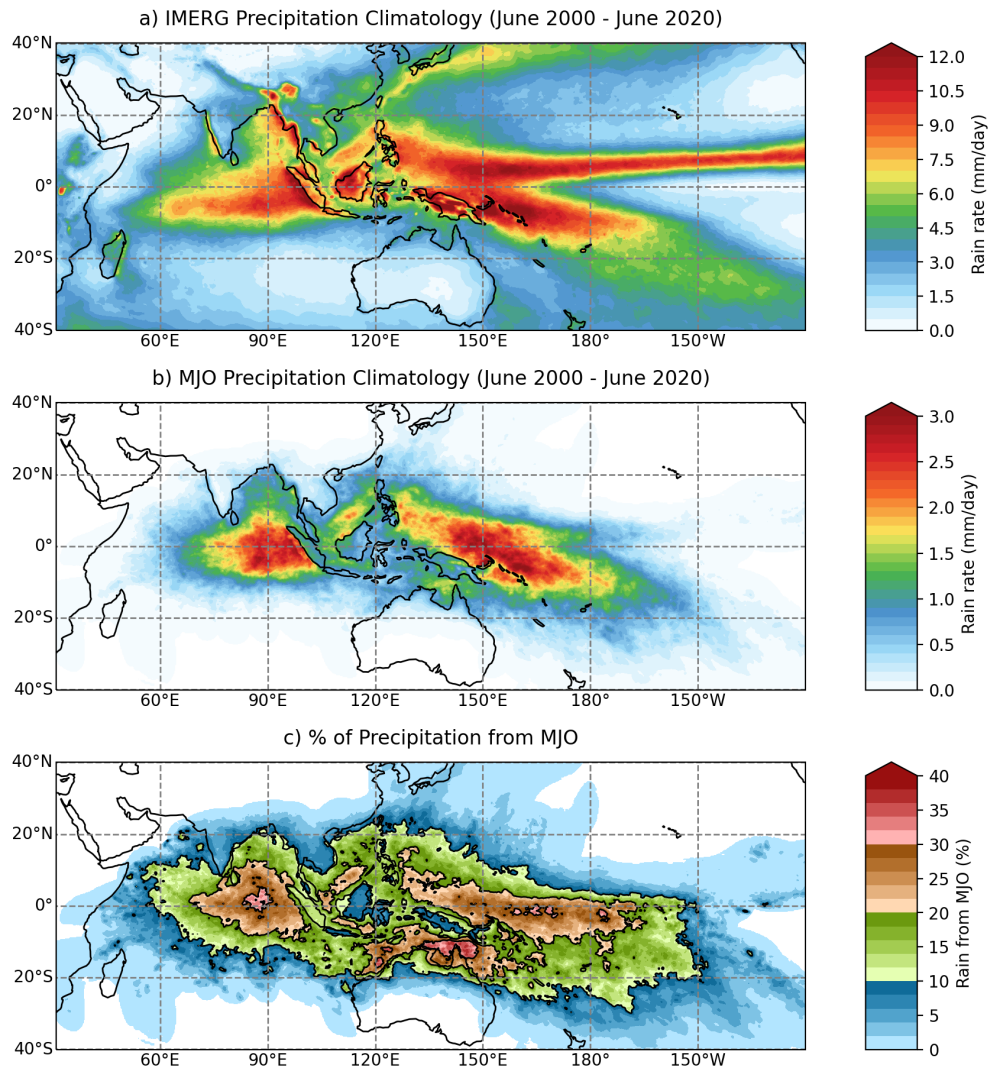 a) IMERG Precipitation Climatology (June 2000 - June 2020)
40°N
20°N
0°
20°S
40°S
60°E 90°E 120°E 150°E 180° 150°W
12.0
10.5
9.0
7.5
6.0
4.5
3.0
1.5
0.0
Rain rate (mm/day)
b) MJO Precipitation Climatology (June 2000 - June 2020)
40°N
20°N
0°
20°S
40°S
60°E 90°E 120°E 150°E 180° 150°W
3.0
2.5
2.0
1.5
1.0
0.5
0.0
Rain rate (mm/day)
c) % of Precipitation from MJO
40°N
20°N
0°
20°S
40°S
60°E 90°E 120°E 150°E 180° 150°W
40
35
30
25
20
15
10
5
0
Rain from MJO (%)